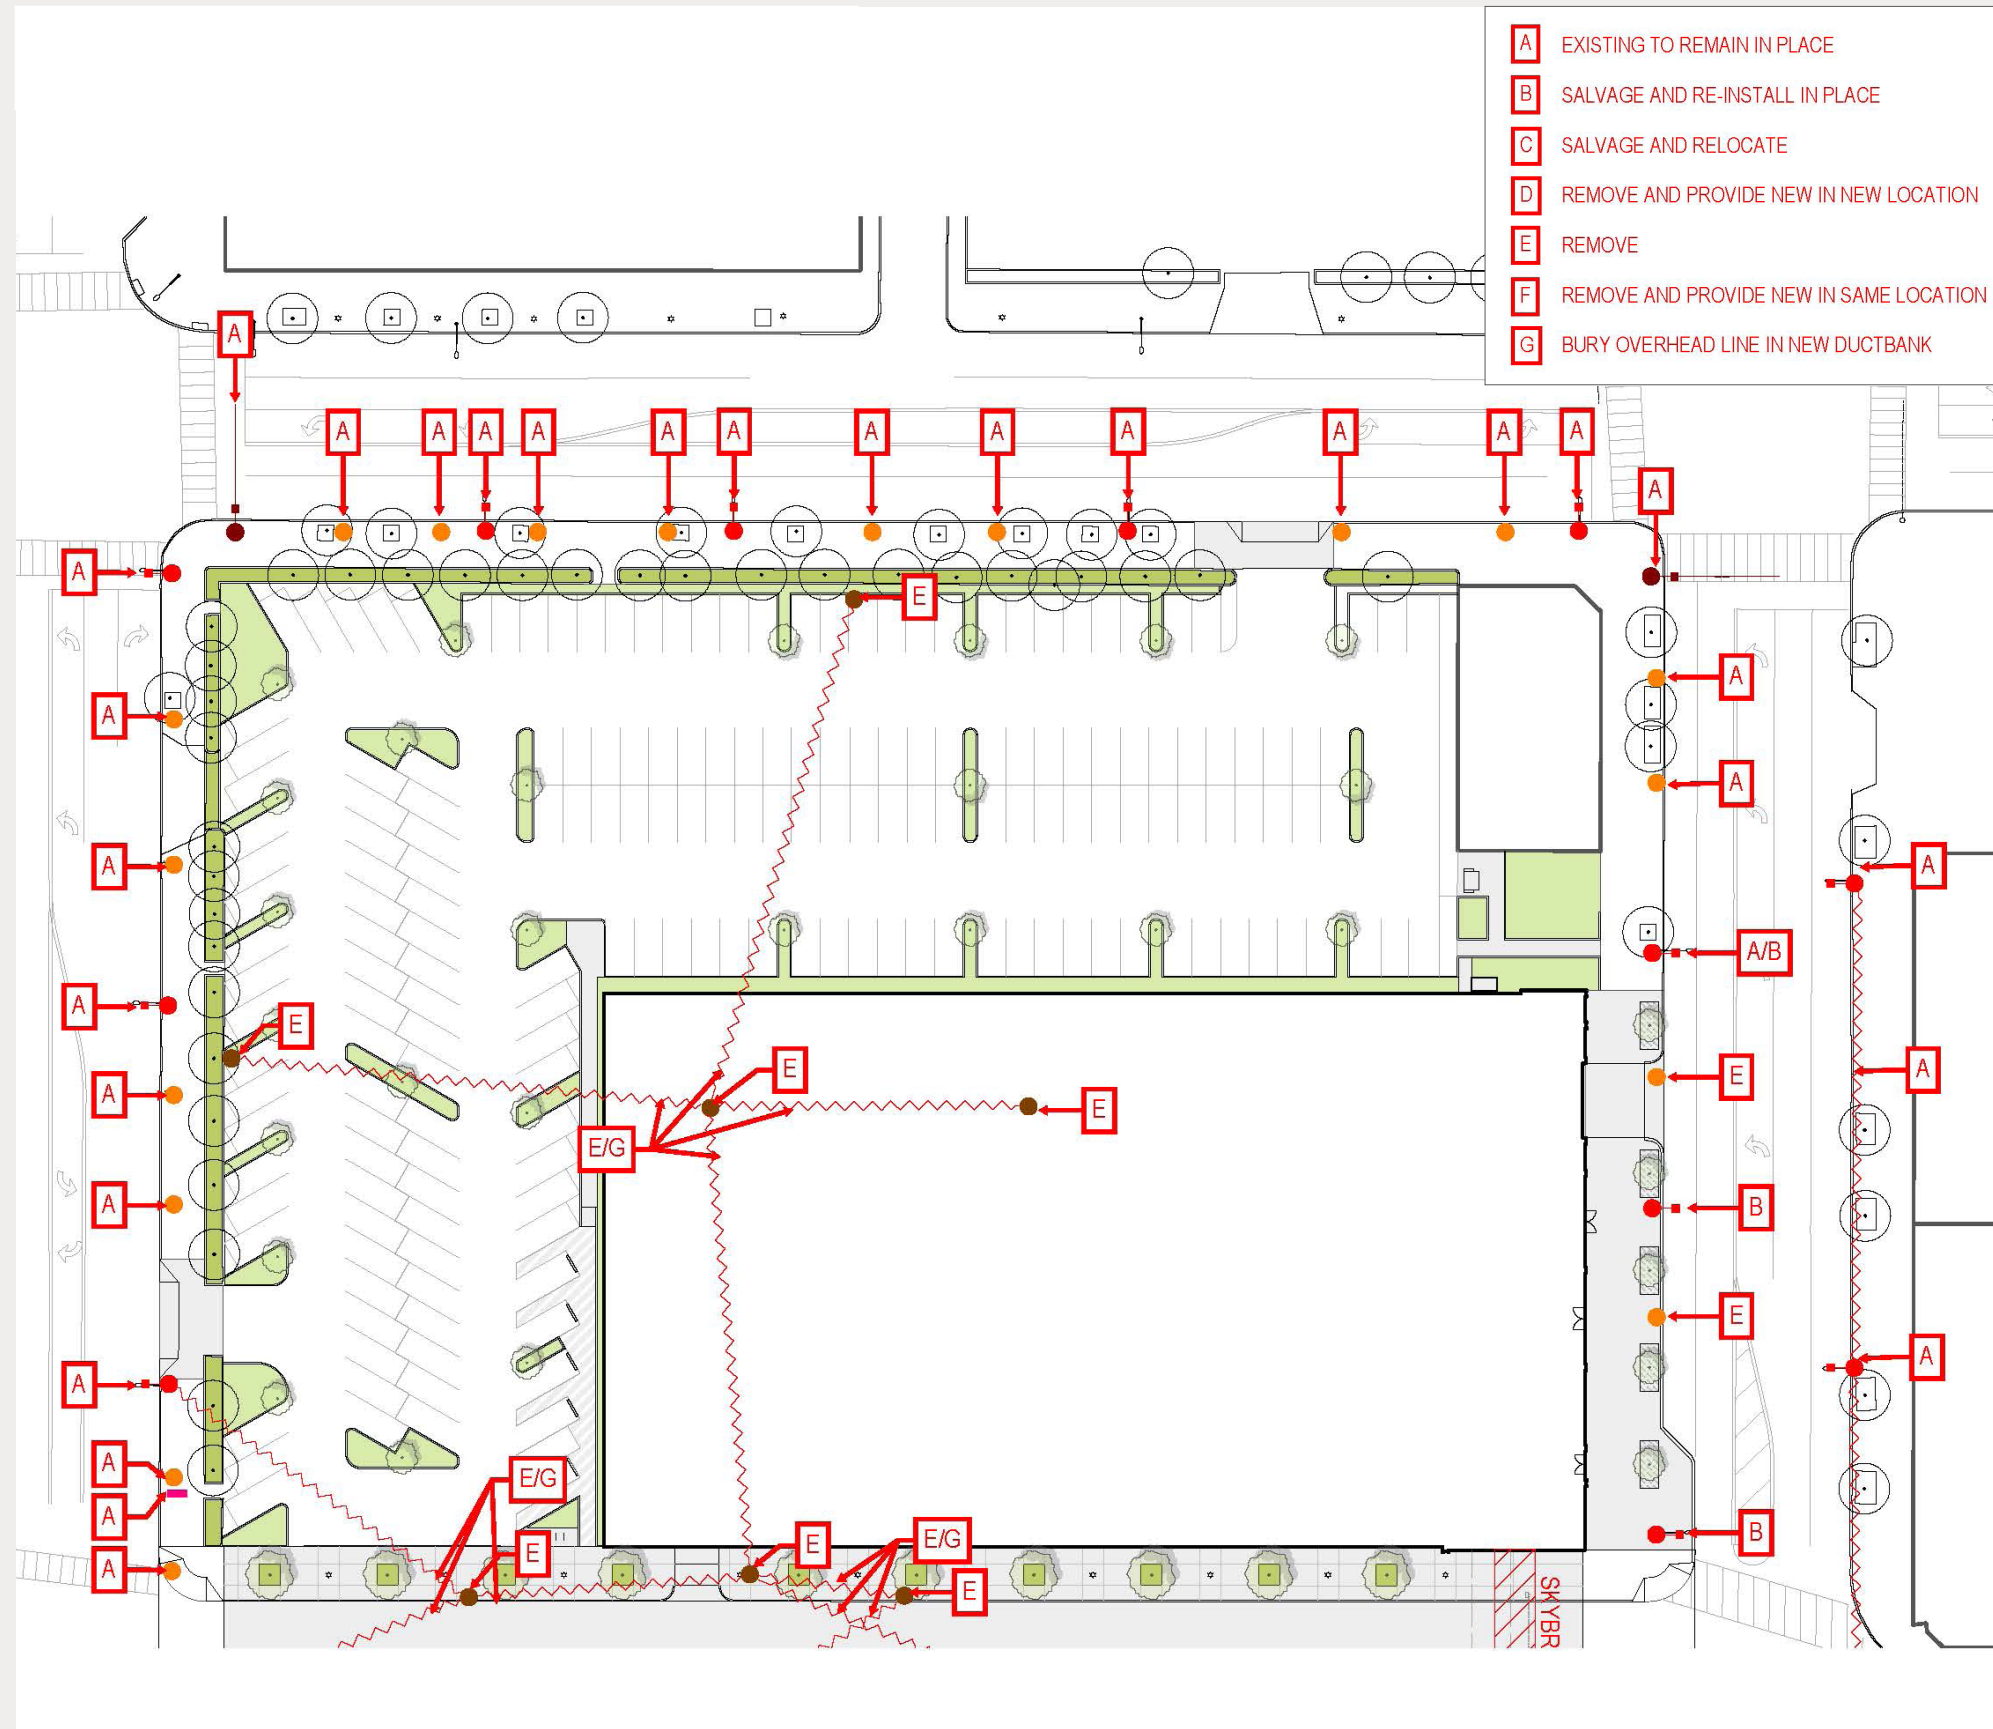 A EXISTING TO REMAIN IN PLACE
B SALVAGE AND RE-INSTALL IN PLACE
C SALVAGE AND RELOCATE
D REMOVE AND PROVIDE NEW IN NEW LOCATION
E REMOVE
F REMOVE AND PROVIDE NEW IN SAME LOCATION
G BURY OVERHEAD LINE IN NEW DUCTBANK
A
A A A A A A A A A A A A
A
A
E
A
A
A
A
A
A
A/B
A
E
E
A
E
A
E
E/G
A
B
E
A
A
A
E/G
A
B
E/G
E
E
A
E
SKYBR